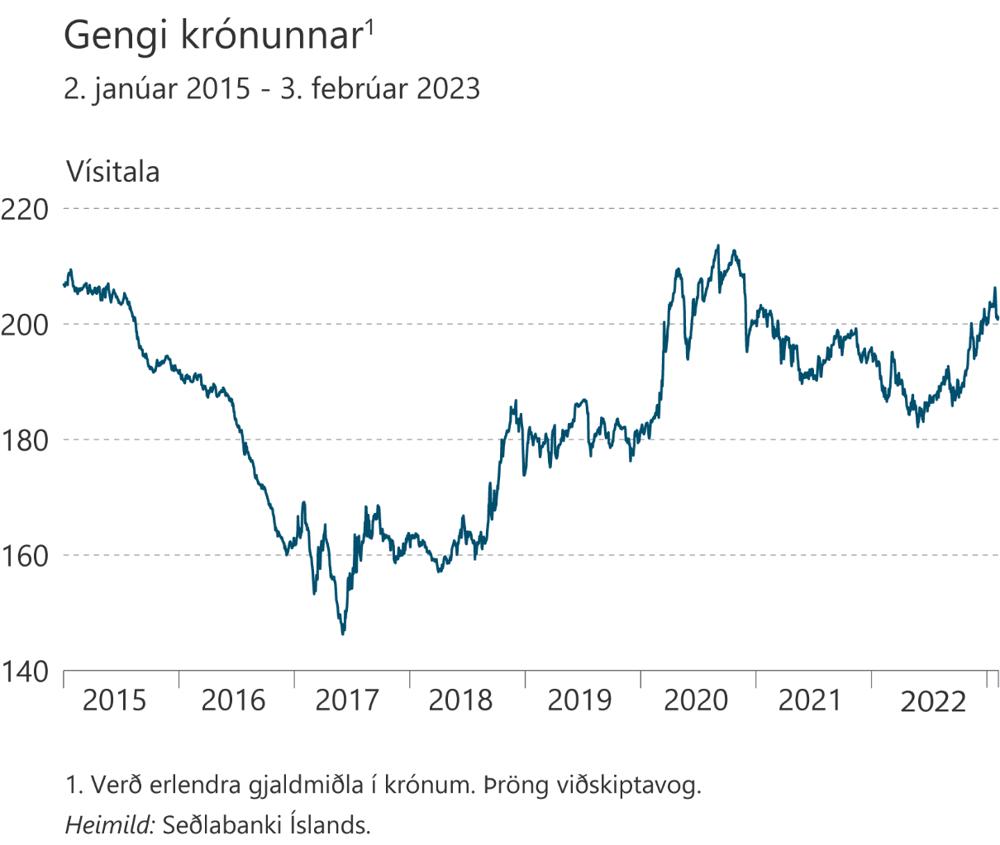 Gengi krónunnar¹
2. janúar 2015 - 3. febrúar 2023
Vísitala
220
200
180
160
140
2015 2016 2017 2018 2019 2020 2021 2022
1. Verð erlendra gjaldmiðla í krónum. Þröng viðskiptavog.
Heimild: Seðlabanki Íslands.